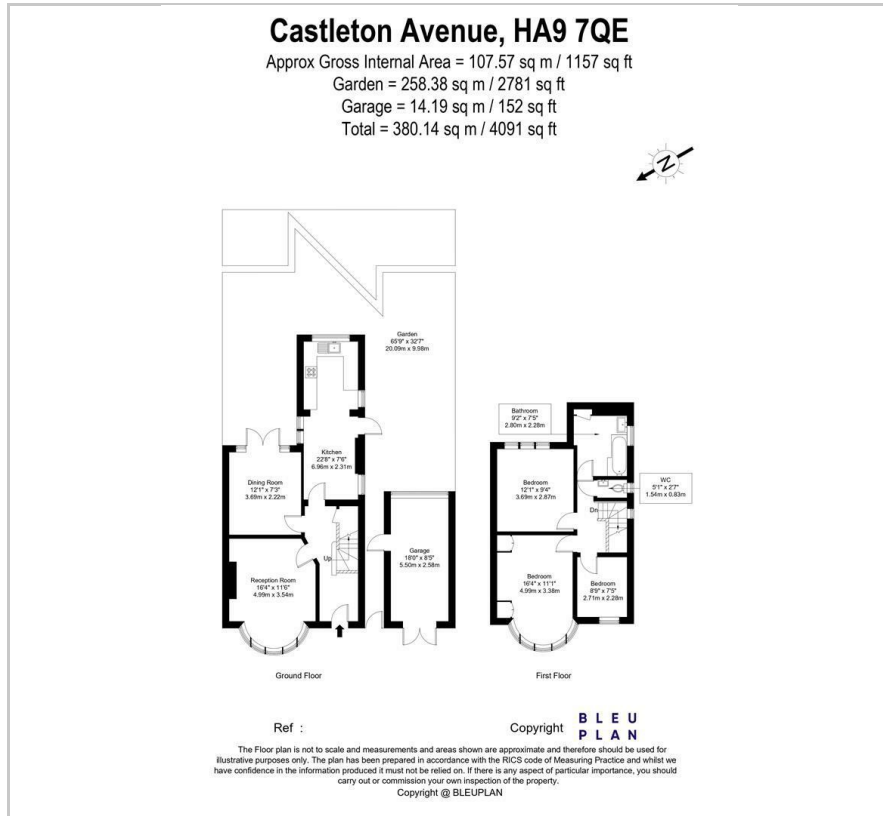 Castleton Avenue, HA9 7QE
Approx Gross Internal Area = 107.57 sq m / 1157 sq ft
Garden = 258.38 sq m / 2781 sq ft
Garage = 14.19 sq m / 152 sq ft
Total = 380.14 sq m / 4091 sq ft
N
Garden
65'9" x 32'7"
20.09m x 9.98m
Kitchen
22'8" x 7'6"
6.96m x 2.31m
Dining Room
12'1" x 7'3"
3.69m x 2.22m
Up
Reception Room
16'4" x 11'6"
4.99m x 3.54m
Garage
18'0" x 8'5"
5.50m x 2.58m
Ground Floor
Bathroom
9'2" x 7'5"
2.80m x 2.28m
Bedroom
12'1" x 9'4"
3.69m x 2.87m
WC
5'1" x 2'7"
1.54m x 0.83m
Dn
Bedroom
16'4" x 11'1"
4.99m x 3.38m
Bedroom
8'9" x 7'5"
2.71m x 2.28m
First Floor
Ref :
Copyright
BLEU
PLAN
The Floor plan is not to scale and measurements and areas shown are approximate and therefore should be used for
illustrative purposes only. The plan has been prepared in accordance with the RICS code of Measuring Practice and whilst we
have confidence in the information produced it must not be relied on. If there is any aspect of particular importance, you should
carry out or commission your own inspection of the property.
Copyright @ BLEUPLAN